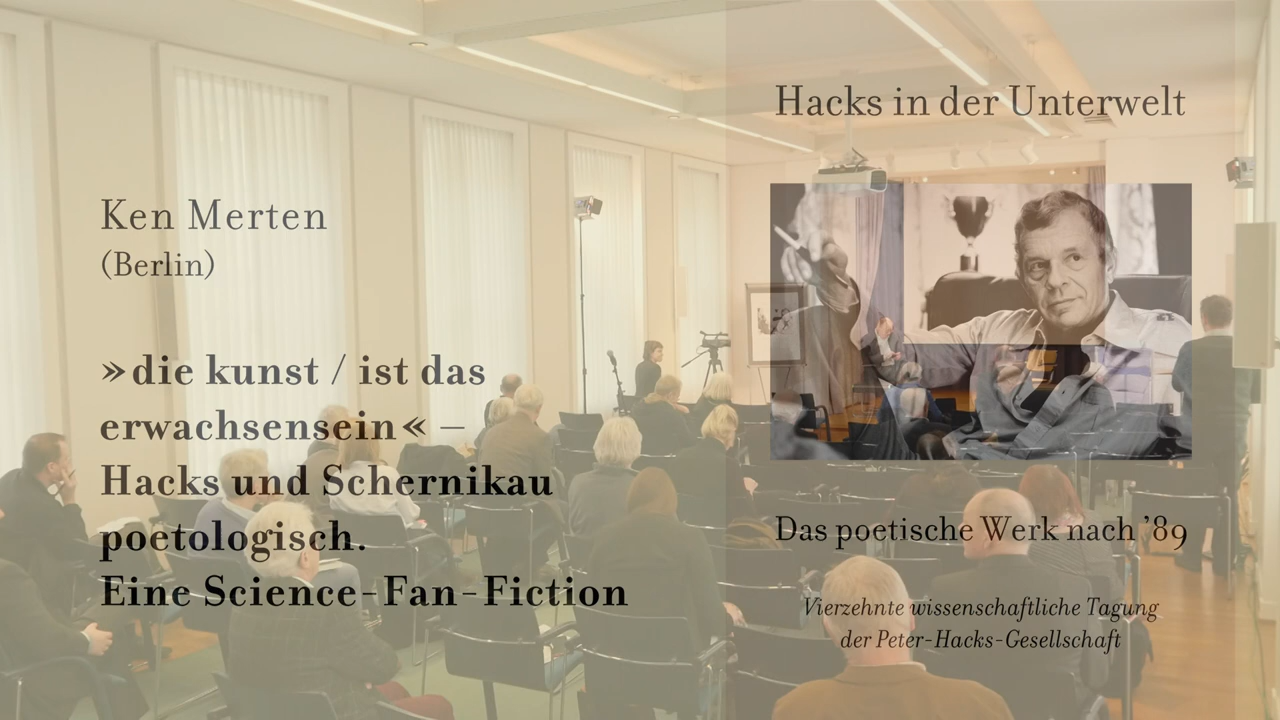 Ken Merten
(Berlin)
»die kunst / ist das
erwachsensein« –
Hacks und Schernikau
poetologisch.
Eine Science-Fan-Fiction
Hacks in der Unterwelt
Das poetische Werk nach ’89
Vierzehnte wissenschaftliche Tagung
der Peter-Hacks-Gesellschaft